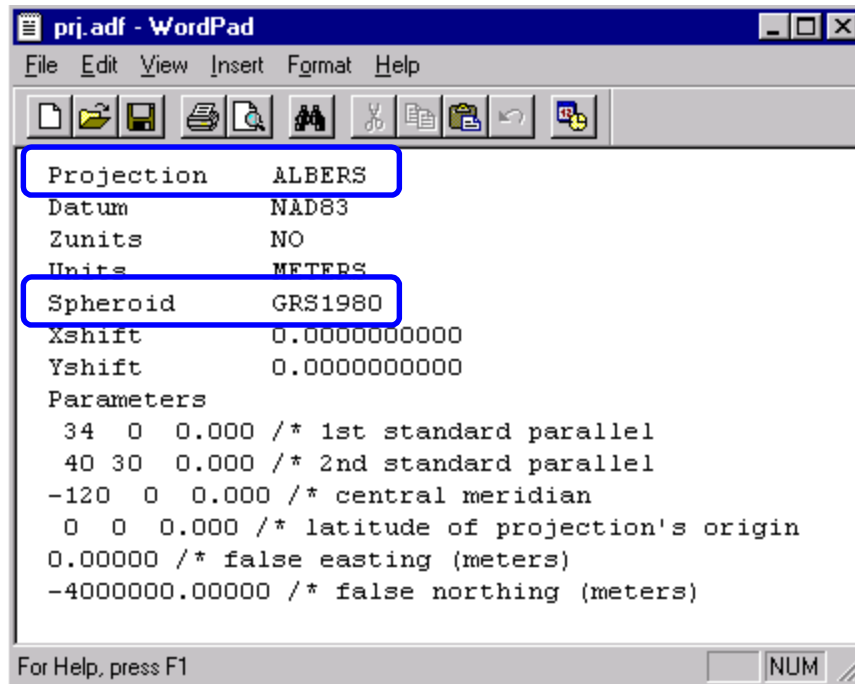 prj.adf - WordPad
File Edit View Insert Format Help
Projection ALBERS
Datum NAD83
Zunits NO
Units METERS
Spheroid GRS1980
Xshift 0.0000000000
Yshift 0.0000000000
Parameters
34 0 0.000 /* 1st standard parallel
40 30 0.000 /* 2nd standard parallel
-120 0 0.000 /* central meridian
0 0 0.000 /* latitude of projection's origin
0.00000 /* false easting (meters)
-4000000.00000 /* false northing (meters)
For Help, press F1 NUM